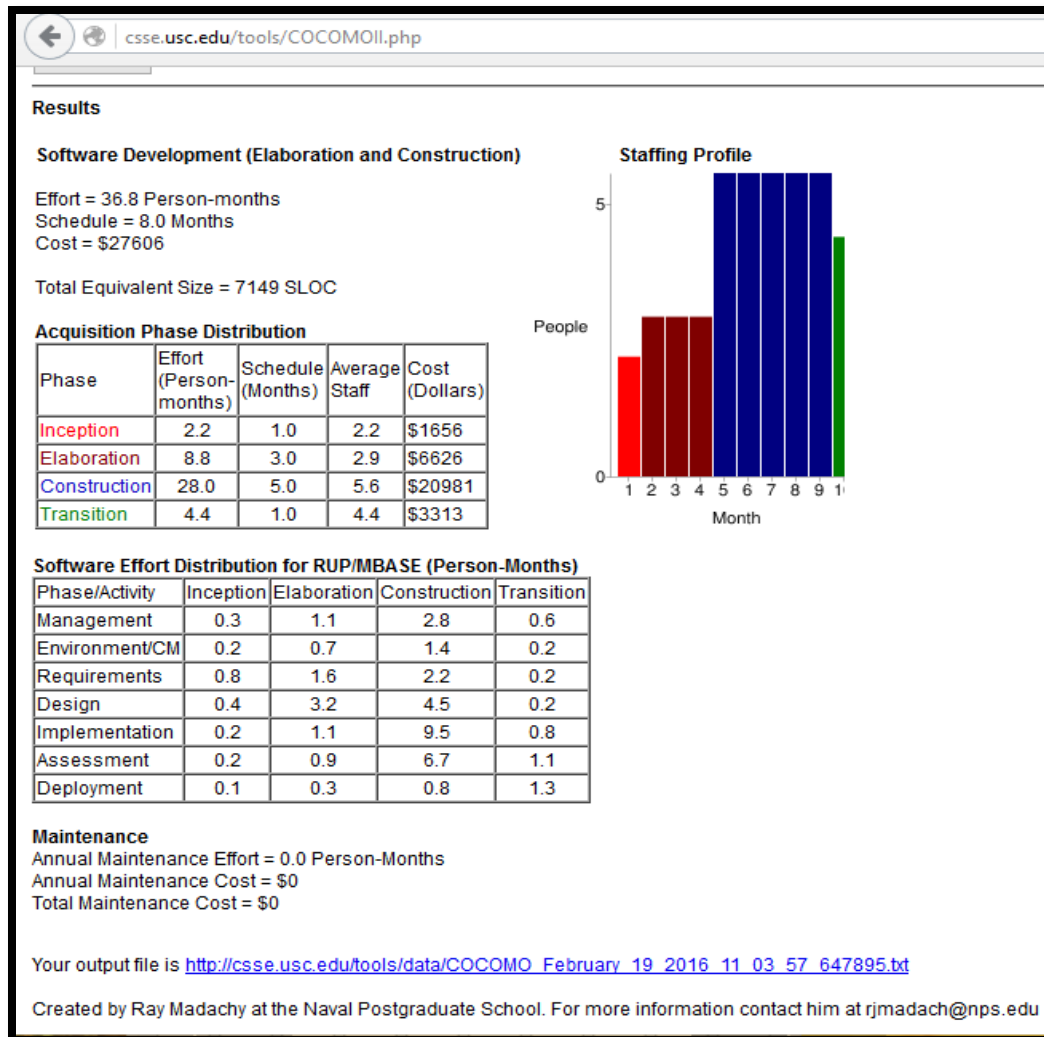 csse.usc.edu/tools/COCOMOII.php
Results
Software Development (Elaboration and Construction)
Effort = 36.8 Person-months
Schedule = 8.0 Months
Cost = $27606
Total Equivalent Size = 7149 SLOC
Acquisition Phase Distribution
Phase Effort (Person-months) Schedule (Months) Average Staff Cost (Dollars)
Inception 2.2 1.0 2.2 $1656
Elaboration 8.8 3.0 2.9 $6626
Construction 28.0 5.0 5.6 $20981
Transition 4.4 1.0 4.4 $3313
Staffing Profile
5
People
0
1 2 3 4 5 6 7 8 9
Month
Software Effort Distribution for RUP/MBASE (Person-Months)
Phase/Activity Inception Elaboration Construction Transition
Management 0.3 1.1 2.8 0.6
Environment/CM 0.2 0.7 1.4 0.2
Requirements 0.8 1.6 2.2 0.2
Design 0.4 3.2 4.5 0.2
Implementation 0.2 1.1 9.5 0.8
Assessment 0.2 0.9 6.7 1.1
Deployment 0.1 0.3 0.8 1.3
Maintenance
Annual Maintenance Effort = 0.0 Person-Months
Annual Maintenance Cost = $0
Total Maintenance Cost = $0
Your output file is http://csse.usc.edu/tools/data/COCOMO_February_19_2016_11_03_57_647895.txt
Created by Ray Madachy at the Naval Postgraduate School. For more information contact him at rjmadach@nps.edu